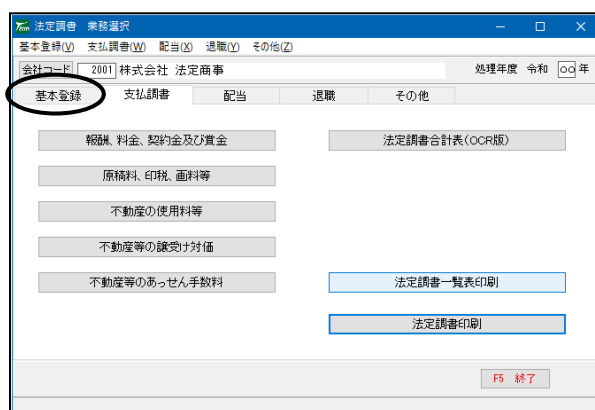 法定調書 業務選択
基本登録(V) 支払調書(W) 配当(X) 退職(Y) その他(Z)
会社コード 2001 株式会社 法定商事 処理年度 令和 ○○ 年
基本登録 支払調書 配当 退職 その他
報酬、料金、契約金及び賞金 法定調書合計表(OCR版)
原稿料、印税、画料等
不動産の使用料等
不動産等の譲受け対価
不動産等のあっせん手数料 法定調書一覧表印刷
法定調書印刷
F5 終了